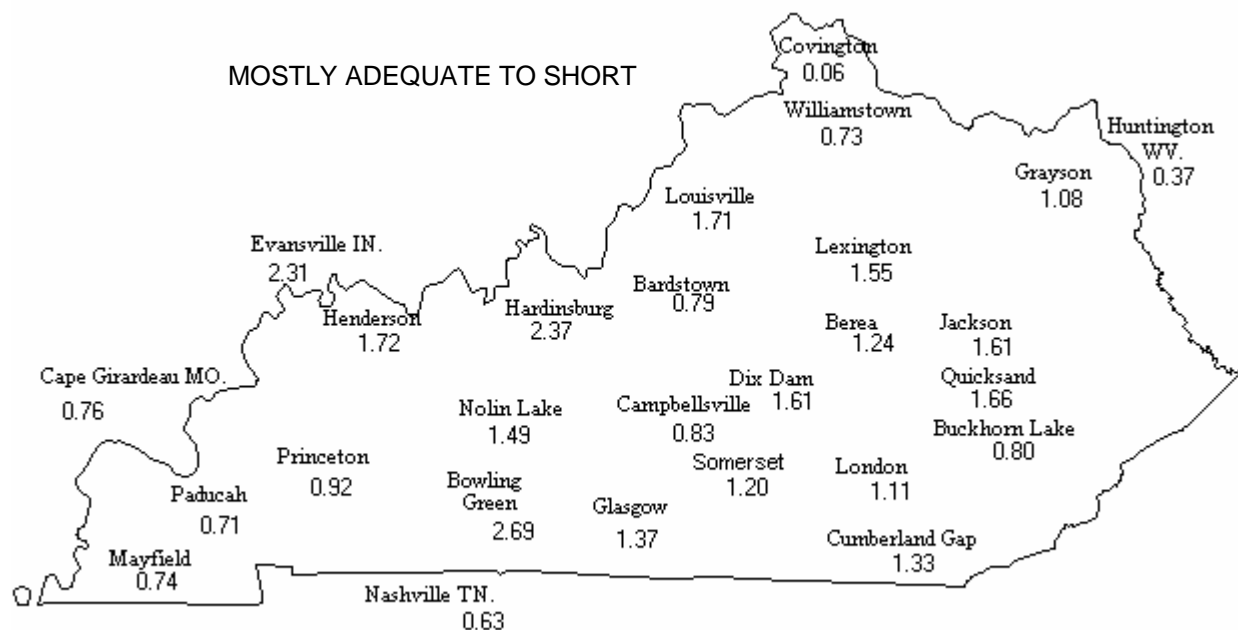 MOSTLY ADEQUATE TO SHORT
Covington
0.06
Williamstown
0.73
Huntington
WV.
0.37
Grayson
1.08
Louisville
1.71
Lexington
1.55
Evansville IN.
2.31
Bardstown
0.79
Hardinsburg
2.37
Henderson
1.72
Berea
1.24
Jackson
1.61
Cape Girardeau MO.
0.76
Dix Dam
1.61
Quicksand
1.66
Nolin Lake
1.49
Campbellsville
0.83
Buckhorn Lake
0.80
Princeton
0.92
Somerset
1.20
London
1.11
Paducah
0.71
Bowling
Green
2.69
Glasgow
1.37
Cumberland Gap
1.33
Mayfield
0.74
Nashville TN.
0.63